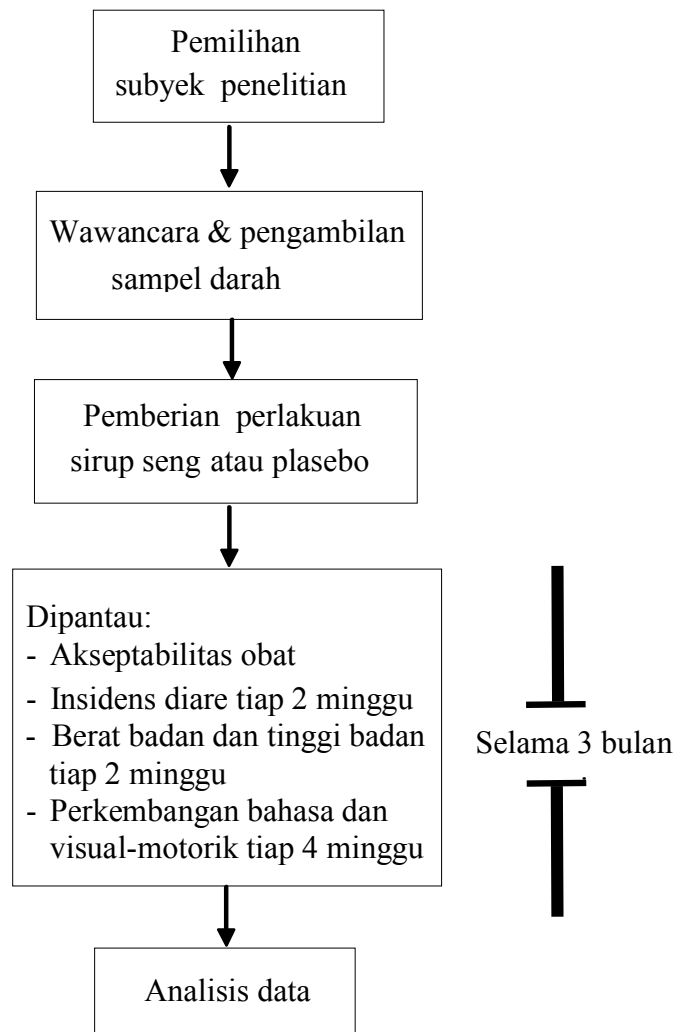 Pemilihan
subyek penelitian
Wawancara & pengambilan
sampel darah
Pemberian perlakuan
sirup seng atau plasebo
Dipantau:
- Akseptabilitas obat
- Insidens diare tiap 2 minggu
- Berat badan dan tinggi badan
tiap 2 minggu
- Perkembangan bahasa dan
visual-motorik tiap 4 minggu
Selama 3 bulan
Analisis data